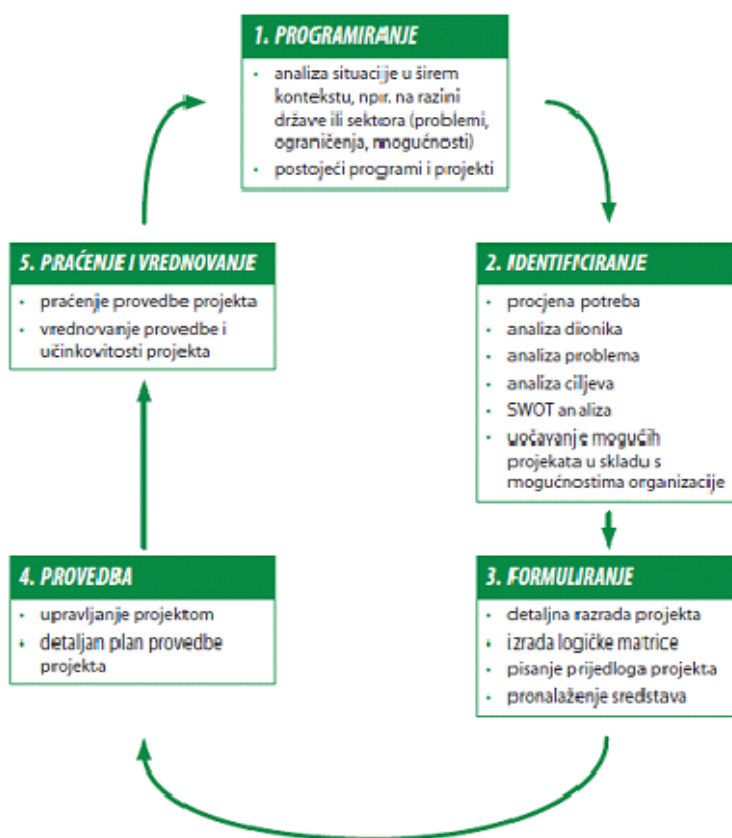 1. PROGRAMIRANJE
• analiza situacije u širem
kontekstu, npr. na razini
države ili sektora (problemi,
ograničenja, mogućnosti)
• postojeći programi i projekti
2. IDENTIFICIRANJE
• procjena potreba
• analiza dionika
• analiza problema
• analiza ciljeva
• SWOT analiza
• uočavanje mogućih
projekata u skladu s
mogućnostima organizacije
3. FORMULIRANJE
• detaljna razrada projekta
• izrada logičke matrice
• pisanje prijedloga projekta
• pronalaženje sredstava
4. PROVEDBA
• upravljanje projektom
• detaljan plan provedbe
projekta
5. PRAĆENJE I VREDNOVANJE
• praćenje provedbe projekta
• vrednovanje provedbe i
učinkovitosti projekta